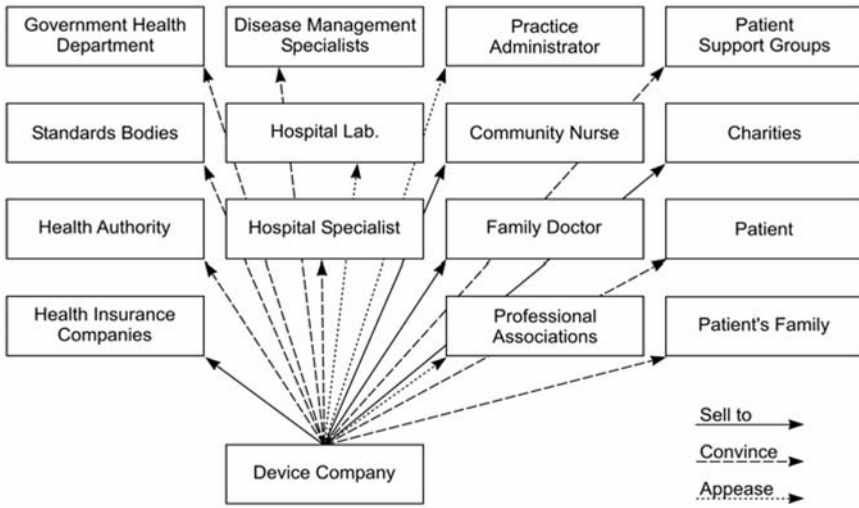 Government Health
Department
Disease Management
Specialists
Practice
Administrator
Patient
Support Groups
Standards Bodies
Hospital Lab.
Community Nurse
Charities
Health Authority
Hospital Specialist
Family Doctor
Patient
Health Insurance
Companies
Professional
Associations
Patient's Family
Device Company
Sell to
Convince
Appease